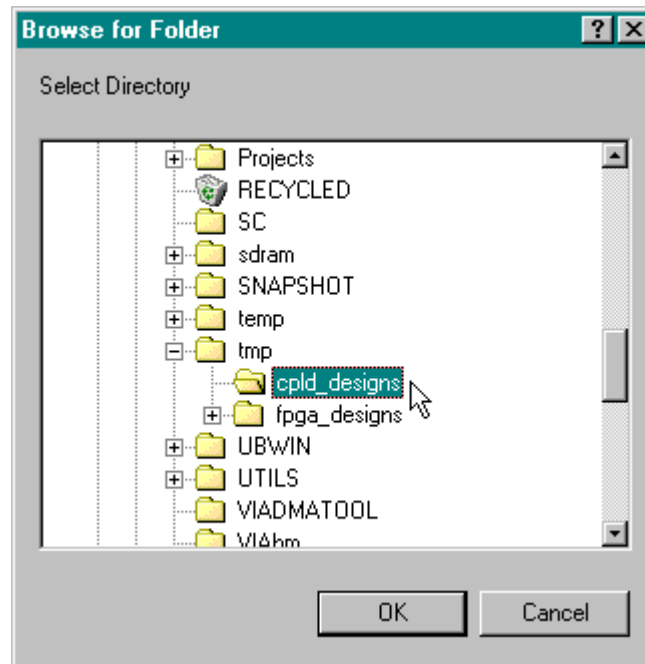 Browse for Folder
Select Directory
Projects
RECYCLED
SC
sdram
SNAPSHOT
temp
tmp
cpld_designs
fpga_designs
UBWIN
UTILS
VIADMATOOL
VIAhm
OK Cancel